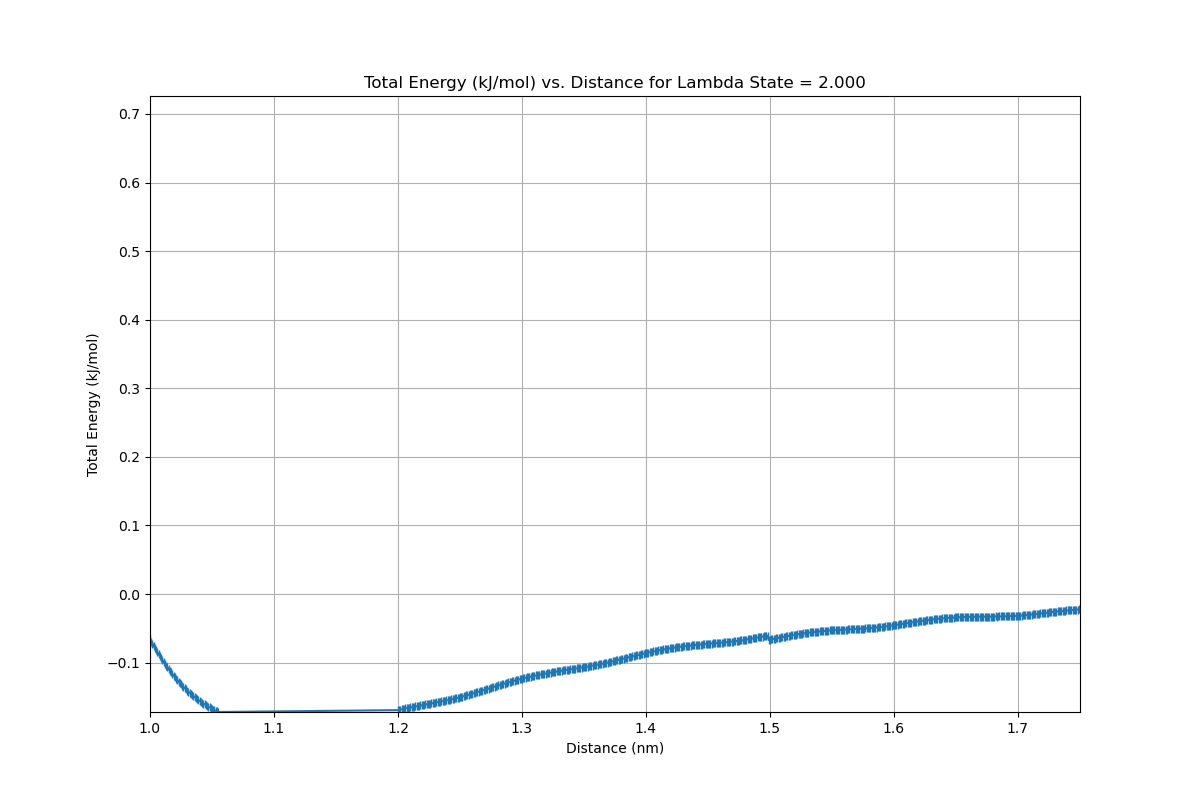 Total Energy (kJ/mol) vs. Distance for Lambda State = 2.000
0.7
0.6
0.5
0.4
0.3
0.2
0.1
0.0
−0.1
Total Energy (kJ/mol)
1.0 1.1 1.2 1.3 1.4 1.5 1.6 1.7
Distance (nm)